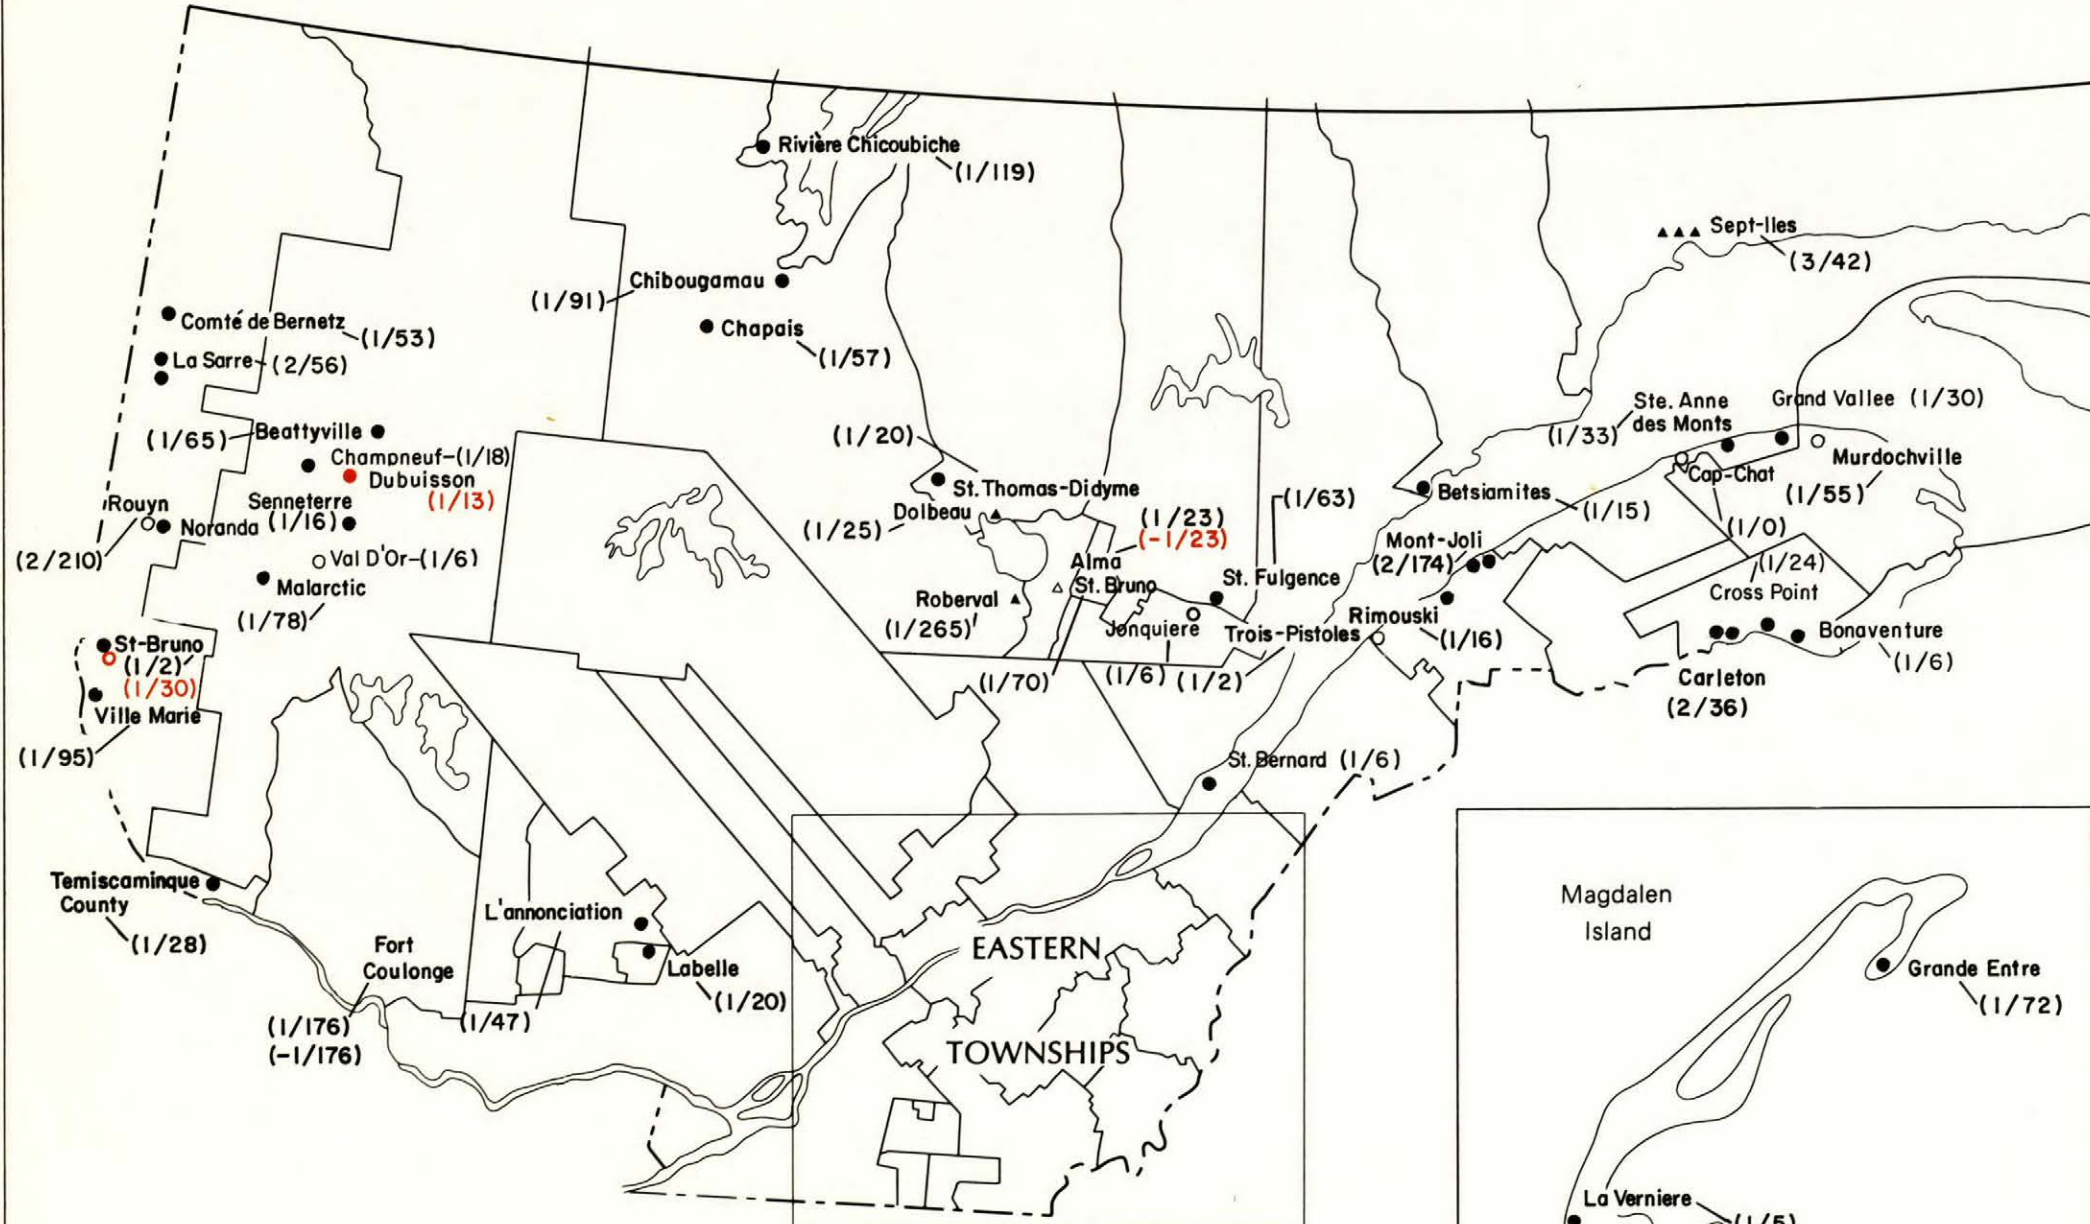 Rivière Chicoubiche
(1/119)
Sept-Iles
(3/42)
Chibougamau
(1/91)
Chapais
(1/57)
Comté de Bernetz
(1/53)
La Sarre
(2/56)
Beattyville
(1/65)
Champneuf-(1/18)
Dubuisson
(1/13)
Senneterre
(1/16)
Rouyn
Noranda
(2/210)
Val D'Or-(1/6)
Malarctic
(1/78)
St-Bruno
(1/2)
(1/30)
Ville Marie
(1/95)
Temiscaminque
County
(1/28)
Fort
Coulonge
(1/176)
(-1/176)
L'annonciation
(1/47)
Labelle
(1/20)
(1/20)
St. Thomas-Didyme
Dolbeau
(1/25)
(1/23)
(-1/23)
Alma
St. Bruno
(1/70)
Roberval
(1/265)
Jonquiere
(1/6)
St. Fulgence
(1/63)
Trois-Pistoles
(1/2)
Rimouski
(1/16)
Mont-Joli
(2/174)
Betsiamites
(1/15)
Ste. Anne
des Monts
(1/33)
Grand Vallee (1/30)
Murdochville
(1/55)
Cap-Chat
(1/0)
(1/24)
Cross Point
Bonaventure
(1/6)
Carleton
(2/36)
St. Bernard (1/6)
EASTERN
TOWNSHIPS
Magdalen
Island
Grande Entre
(1/72)
La Verniere
(1/5)